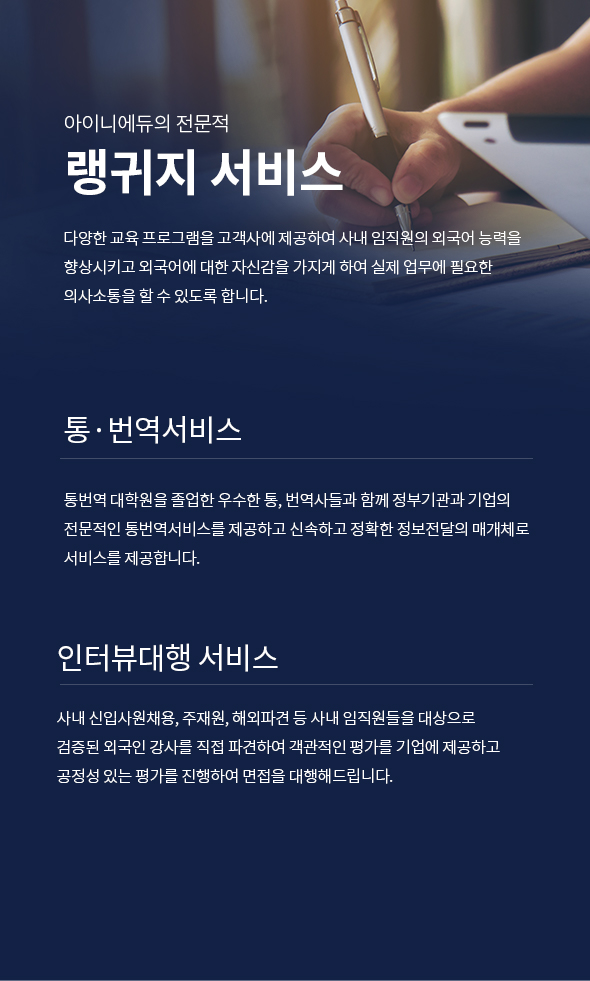 아이니에듀의 전문적
랭귀지 서비스
다양한 교육 프로그램을 고객사에 제공하여 사내 임직원의 외국어 능력을
향상시키고 외국어에 대한 자신감을 가지게 하여 실제 업무에 필요한
의사소통을 할 수 있도록 합니다.
통·번역서비스
통번역 대학원을 졸업한 우수한 통, 번역사들과 함께 정부기관과 기업의
전문적인 통번역서비스를 제공하고 신속하고 정확한 정보전달의 매개체로
서비스를 제공합니다.
인터뷰대행 서비스
사내 신입사원채용, 주재원, 해외파견 등 사내 임직원들을 대상으로
검증된 외국인 강사를 직접 파견하여 객관적인 평가를 기업에 제공하고
공정성 있는 평가를 진행하여 면접을 대행해드립니다.